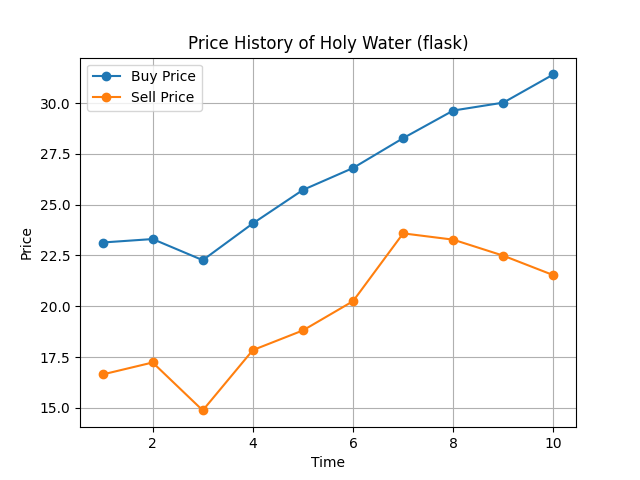 Price History of Holy Water (flask)
Buy Price
Sell Price
30.0
27.5
25.0
22.5
20.0
17.5
15.0
Price
2 4 6 8 10
Time